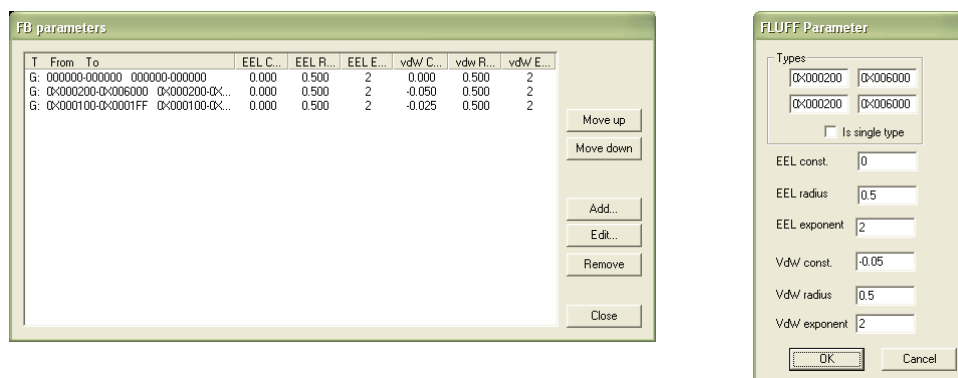 FB parameters
T From To EEL C... EEL R... EEL E... vdW C... vdw R... vdW E...
G: 000000-000000 000000-000000 0.000 0.500 2 0.000 0.500 2
G: 0X000200-0X006000 0X000200-0X... 0.000 0.500 2 -0.050 0.500 2
G: 0X000100-0X0001FF 0X000100-0X... 0.000 0.500 2 -0.025 0.500 2
Move up
Move down
Add...
Edit...
Remove
Close
FLUFF Parameter
Types
0X000200 0X006000
0X000200 0X006000
Is single type
EEL const. 0
EEL radius 0.5
EEL exponent 2
VdW const. -0.05
VdW radius 0.5
VdW exponent 2
OK Cancel